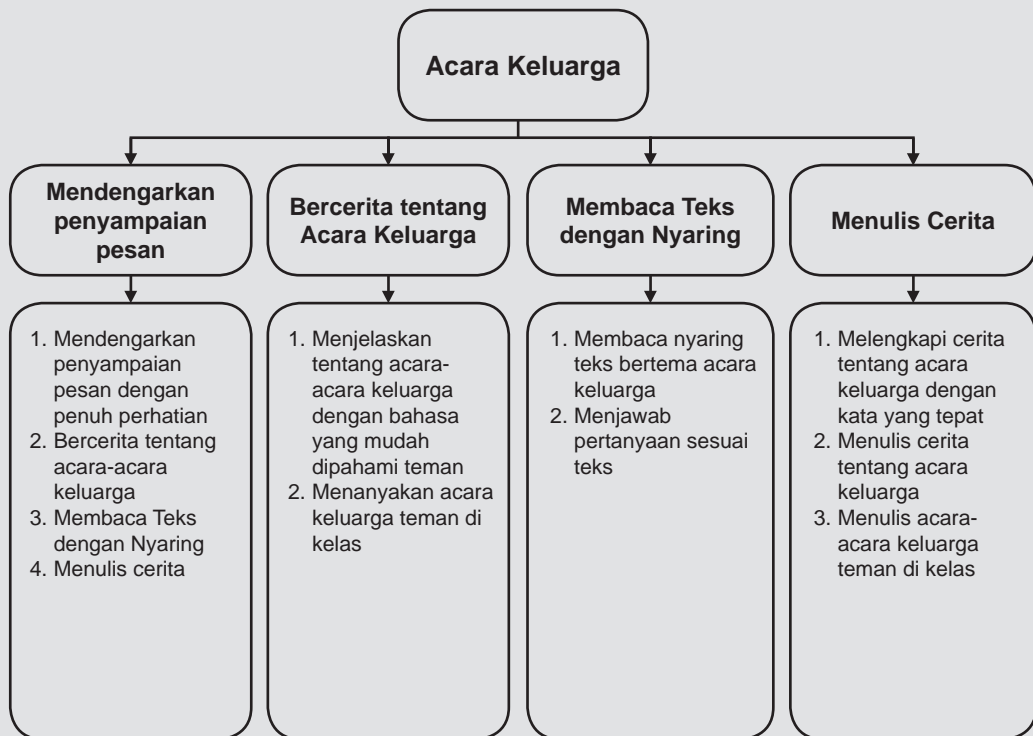 Acara Keluarga
Mendengarkan
penyampaian
pesan
Bercerita tentang
Acara Keluarga
Membaca Teks
dengan Nyaring
Menulis Cerita
1. Mendengarkan
penyampaian
pesan dengan
penuh perhatian
2. Bercerita tentang
acara-acara
keluarga
3. Membaca Teks
dengan Nyaring
4. Menulis cerita
1. Menjelaskan
tentang acara-
acara keluarga
dengan bahasa
yang mudah
dipahami teman
2. Menanyakan acara
keluarga teman di
kelas
1. Membaca nyaring
teks bertema acara
keluarga
2. Menjawab
pertanyaan sesuai
teks
1. Melengkapi cerita
tentang acara
keluarga dengan
kata yang tepat
2. Menulis cerita
tentang acara
keluarga
3. Menulis acara-
acara keluarga
teman di kelas